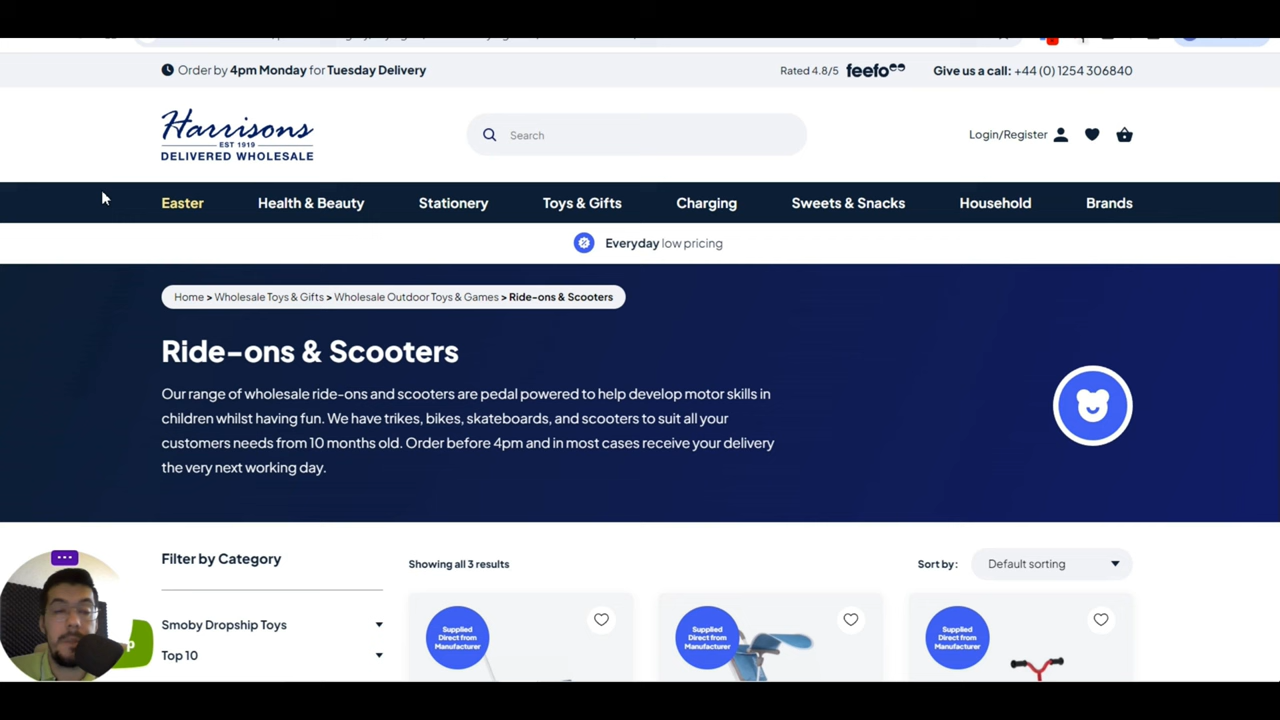 Order by 4pm Monday for Tuesday Delivery
Rated 4.8/5 feefo
Give us a call: +44 (0) 1254 306840
Harrisons
EST 1919
DELIVERED WHOLESALE
Search
Login/Register
Easter Health & Beauty Stationery Toys & Gifts Charging Sweets & Snacks Household Brands
Everyday low pricing
Home > Wholesale Toys & Gifts > Wholesale Outdoor Toys & Games > Ride-ons & Scooters
Ride-ons & Scooters
Our range of wholesale ride-ons and scooters are pedal powered to help develop motor skills in
children whilst having fun. We have trikes, bikes, skateboards, and scooters to suit all your
customers needs from 10 months old. Order before 4pm and in most cases receive your delivery
the very next working day.
Filter by Category
Showing all 3 results
Sort by: Default sorting
Smoby Dropship Toys
Top 10
Supplied
Direct from
Manufacturer
Supplied
Direct from
Manufacturer
Supplied
Direct from
Manufacturer